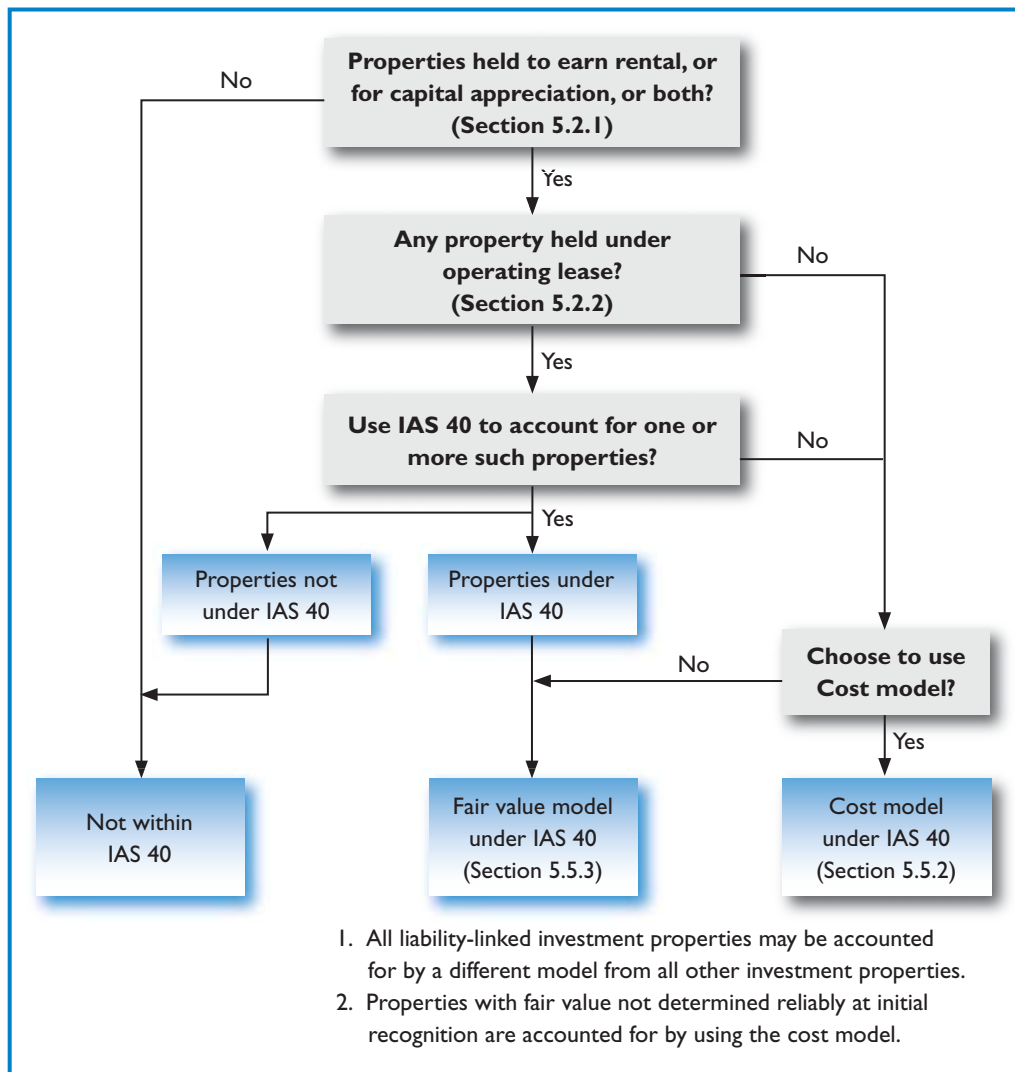 Properties held to earn rental, or
for capital appreciation, or both?
(Section 5.2.1)
No
Yes
Any property held under
operating lease?
(Section 5.2.2)
No
Yes
Use IAS 40 to account for one or
more such properties?
No
Yes
Properties not
under IAS 40
Properties under
IAS 40
Choose to use
Cost model?
No
Yes
Not within
IAS 40
Fair value model
under IAS 40
(Section 5.5.3)
Cost model
under IAS 40
(Section 5.5.2)
1. All liability-linked investment properties may be accounted
for by a different model from all other investment properties.
2. Properties with fair value not determined reliably at initial
recognition are accounted for by using the cost model.